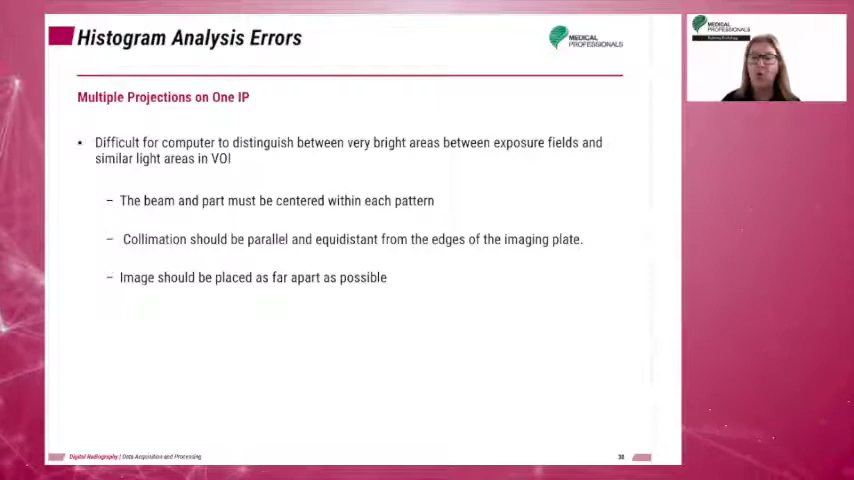 Histogram Analysis Errors
MEDICAL
PROFESSIONALS
MEDICAL
PROFESSIONALS
Multiple Projections on One IP
• Difficult for computer to distinguish between very bright areas between exposure fields and
similar light areas in VOI
– The beam and part must be centered within each pattern
– Collimation should be parallel and equidistant from the edges of the imaging plate.
– Image should be placed as far apart as possible
Digital Radiography | Data Acquisition and Processing